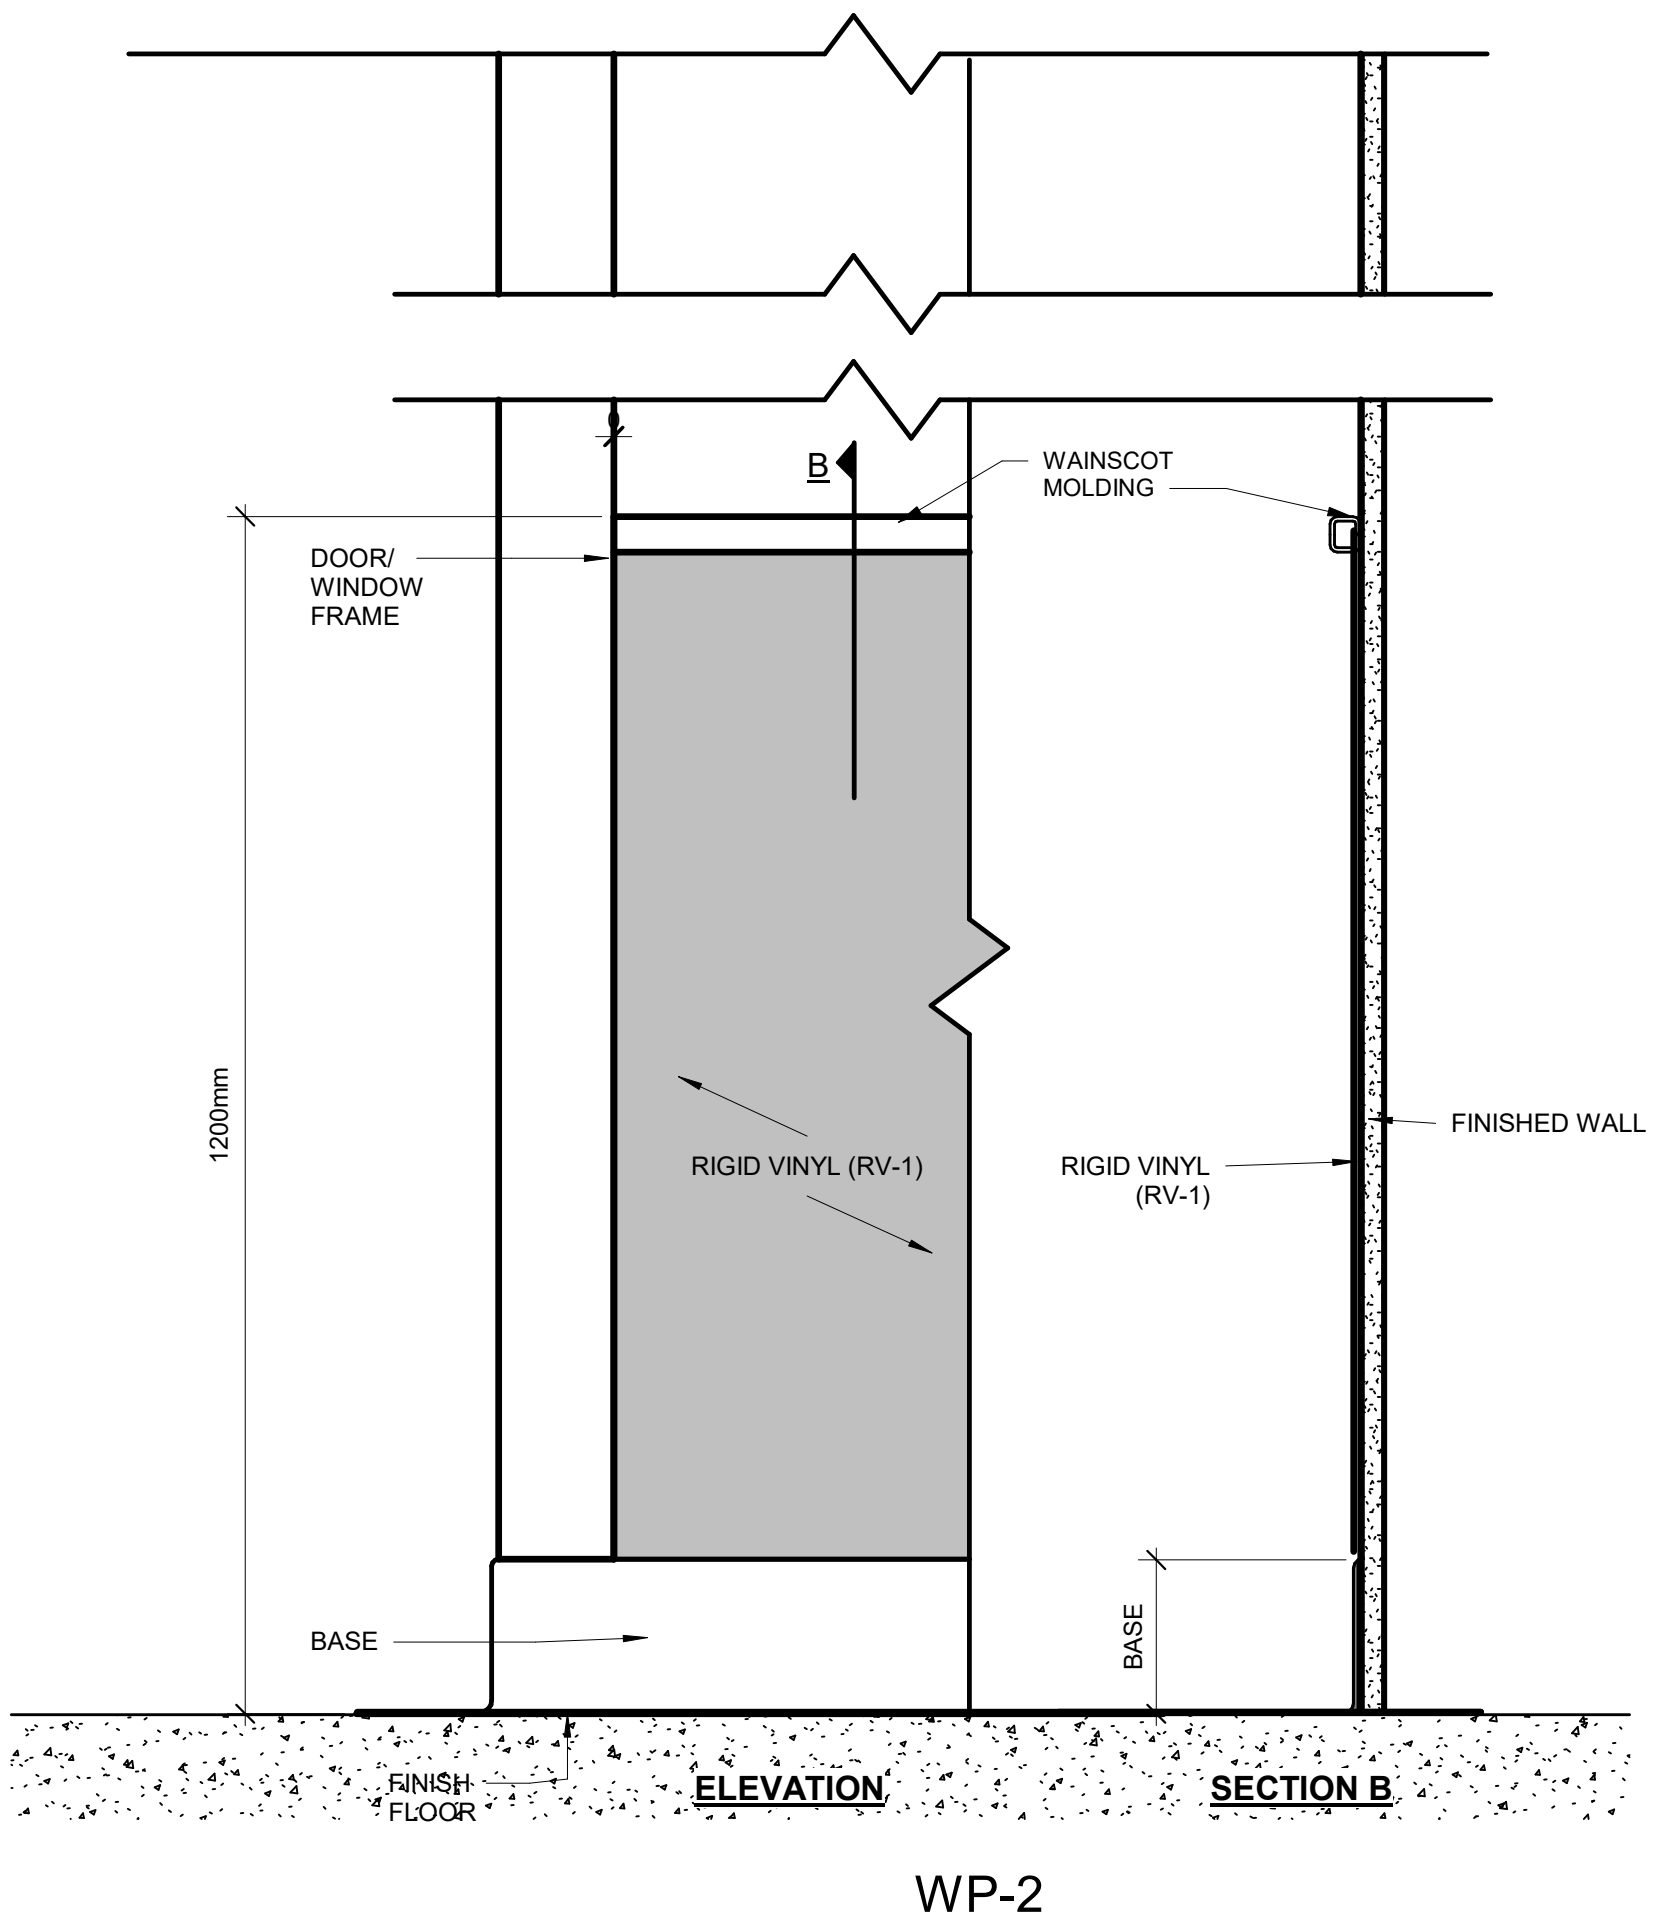 0
B
WAINSCOT
MOLDING
DOOR/
WINDOW
FRAME
1200mm
FINISHED WALL
RIGID VINYL (RV-1)
RIGID VINYL
(RV-1)
BASE
BASE
FINISH
FLOOR
ELEVATION
SECTION B
WP-2